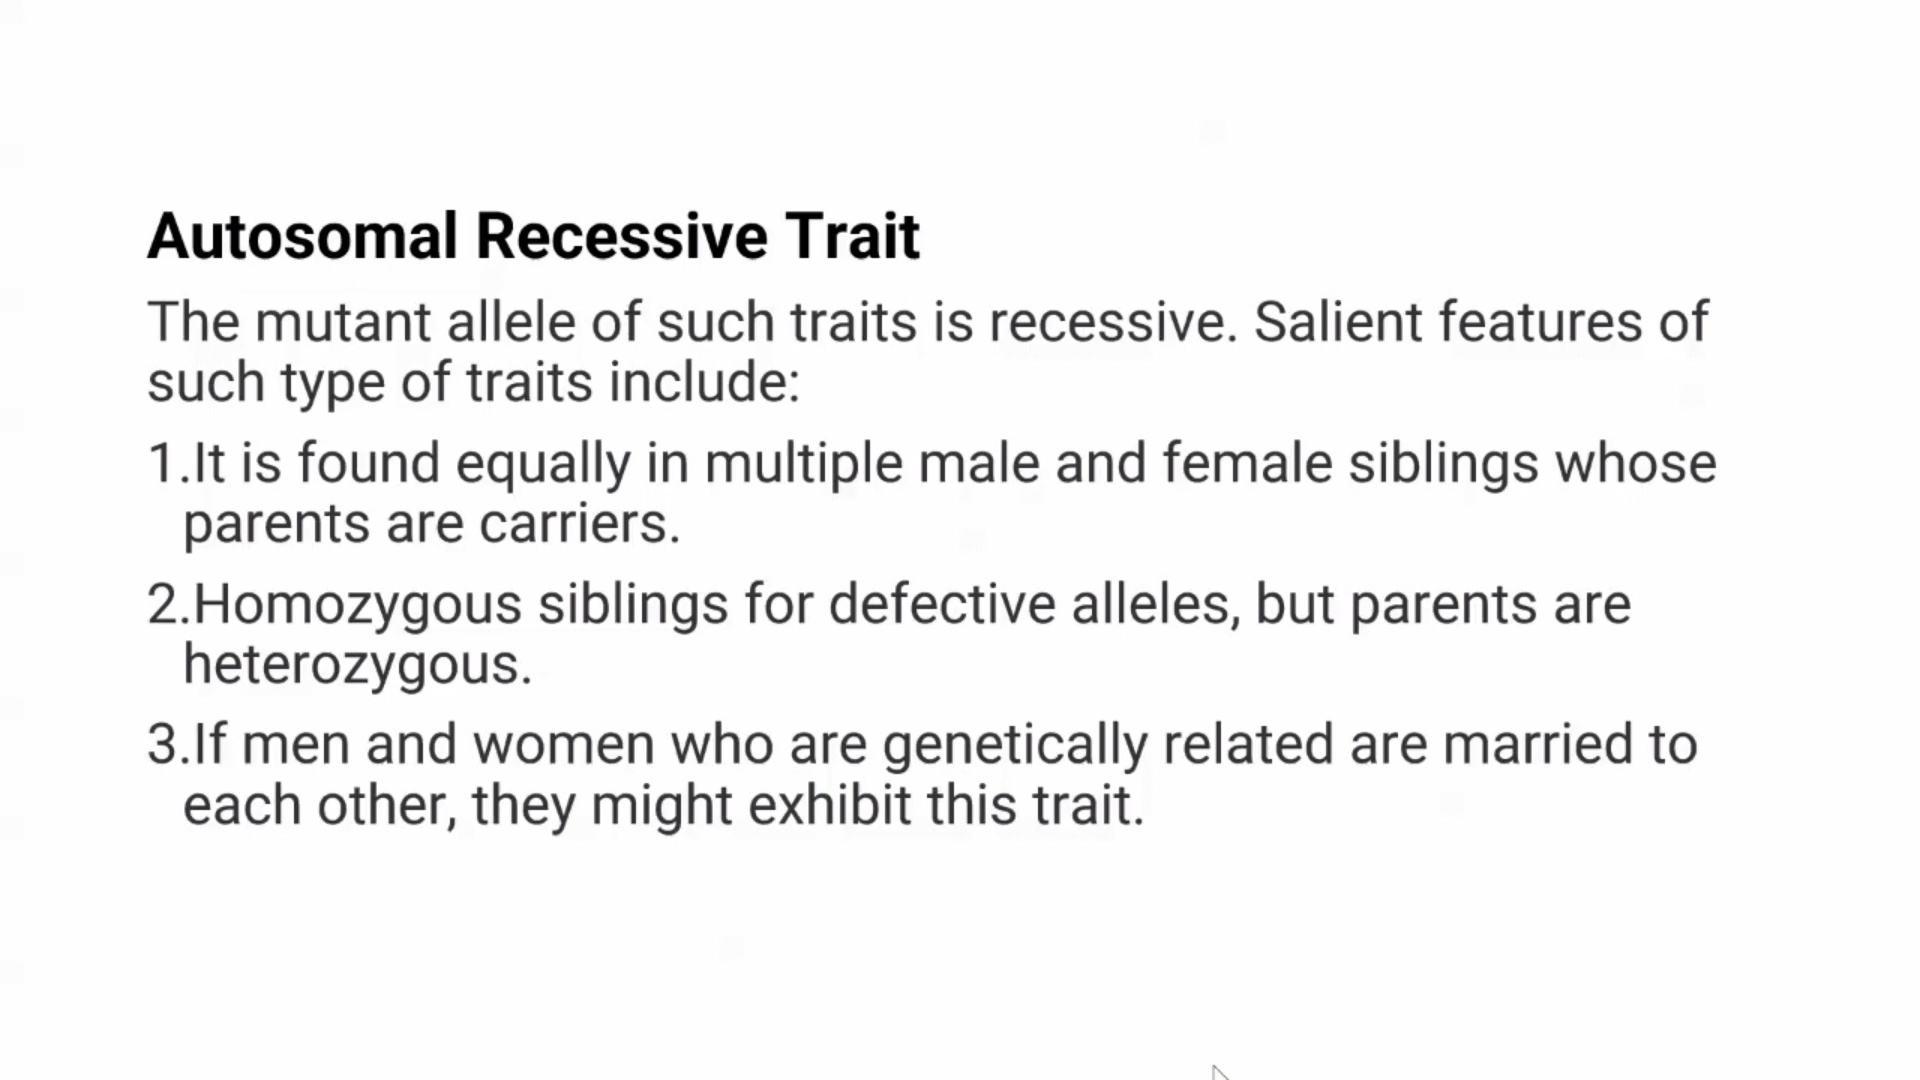 Autosomal Recessive Trait
The mutant allele of such traits is recessive. Salient features of
such type of traits include:
1.It is found equally in multiple male and female siblings whose
parents are carriers.
2.Homozygous siblings for defective alleles, but parents are
heterozygous.
3.If men and women who are genetically related are married to
each other, they might exhibit this trait.